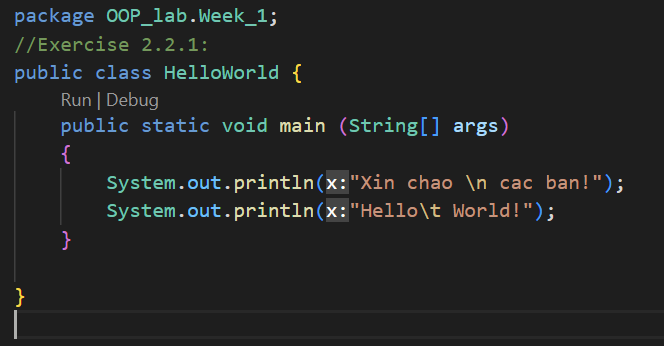 package OOP_lab.Week_1;
//Exercise 2.2.1:
public class HelloWorld {
Run | Debug
public static void main (String[] args)
{
System.out.println(x:"Xin chao \n cac ban!");
System.out.println(x:"Hello\t World!");
}
}